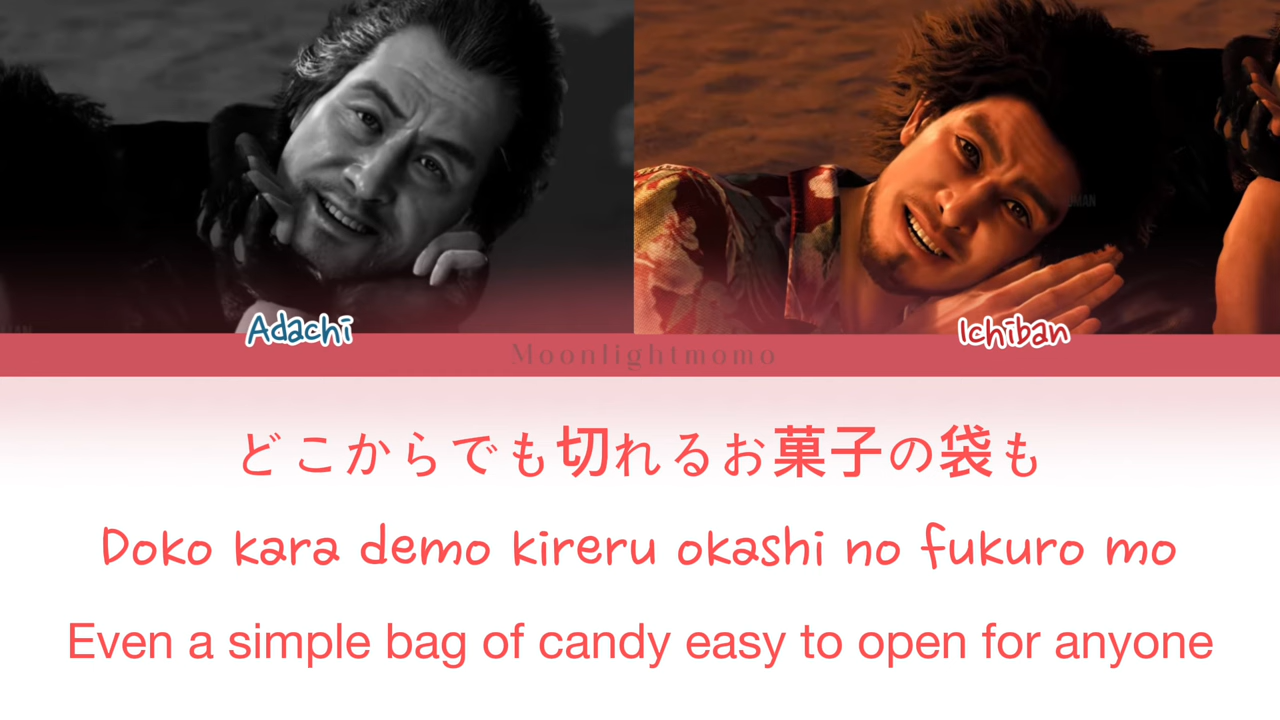 Adachi
Ichiban
Moonlightmomo
どこからでも切れるお菓子の袋も
Doko kara demo kireru okashi no fukuro mo
Even a simple bag of candy easy to open for anyone